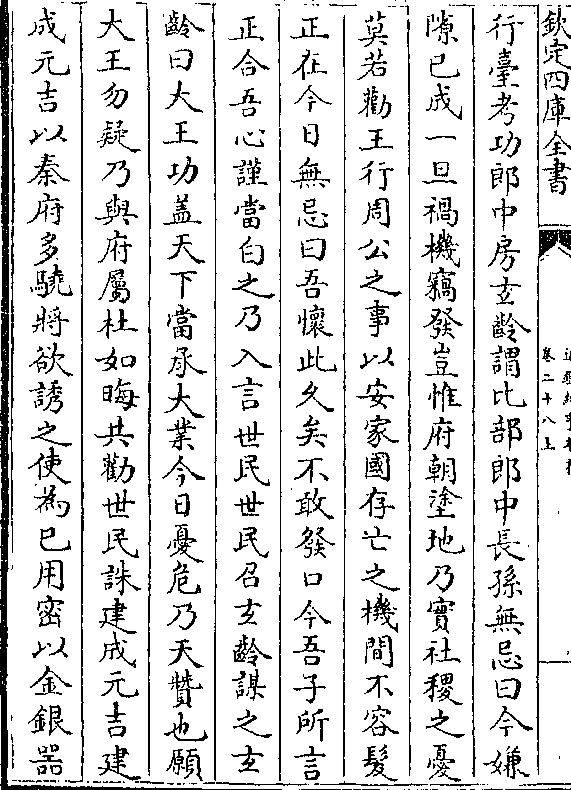 欽定四庫全書
卷二十八上
行臺考功郎中房玄齡謂比部郎中長孫無忌曰今嫌
隙已成一旦禍機竊發豈惟府朝塗地乃實社稷之憂
莫若勸王行周公之事以安家國存亡之機間不容髮
正在今日無忌曰吾懷此久矣不敢發口今吾子所言
正合吾心謹當白之乃入言世民世民召玄齡謀之玄
齡曰大王功盖天下當承大業今日憂危乃天贊也願
大王勿疑乃與府屬杜如晦共勸世民誅建成元吉建
成元吉以秦府多驍將欲誘之使為已用密以金銀器